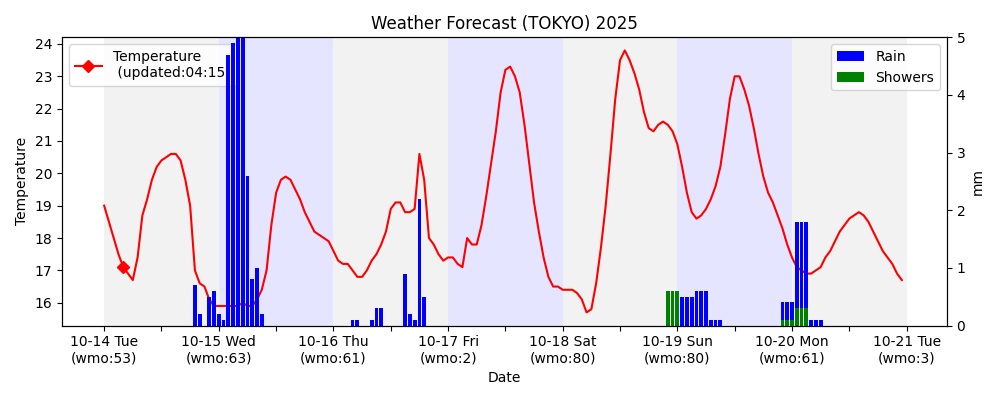 Weather Forecast (TOKYO) 2025
Temperature
(updated:04:15
Rain
Showers
24
23
22
21
20
19
18
17
16
Temperature
5
4
3
2
1
0
mm
10-14 Tue
(wmo:53)
10-15 Wed
(wmo:63)
10-16 Thu
(wmo:61)
10-17 Fri
(wmo:2)
10-18 Sat
(wmo:80)
10-19 Sun
(wmo:80)
10-20 Mon
(wmo:61)
10-21 Tue
(wmo:3)
Date